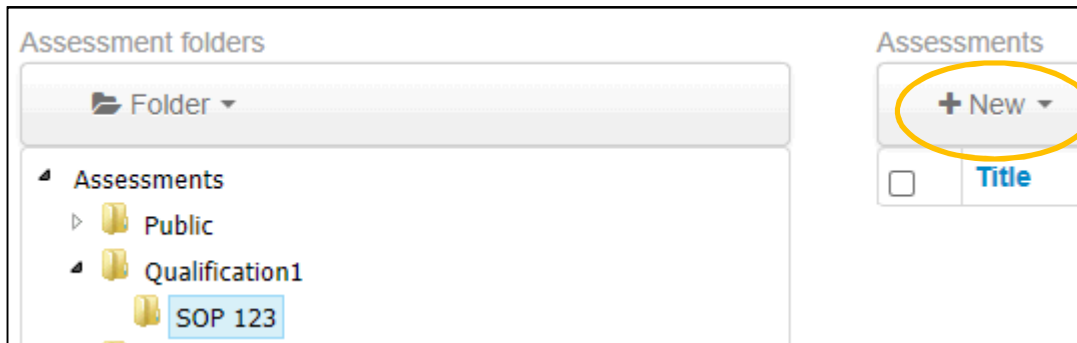 Assessment folders
Folder
Assessments
Public
Qualification1
SOP 123
Assessments
+ New
Title